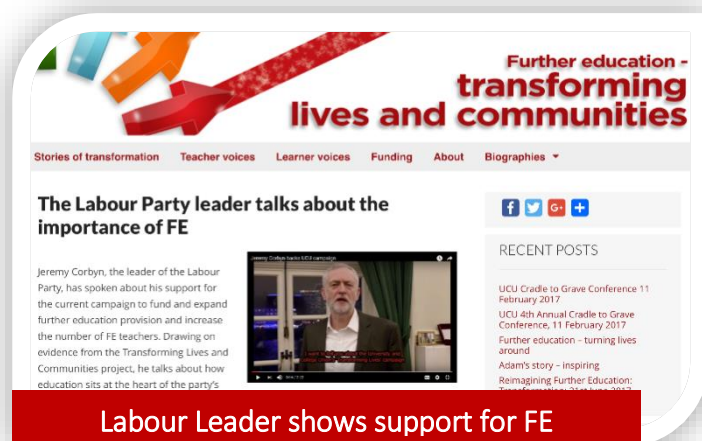 Further education -
transforming
lives and communities
Stories of transformation
Teacher voices
Learner voices
Funding
About
Biographies
The Labour Party leader talks about the
importance of FE
Jeremy Corbyn, the leader of the Labour
Party, has spoken about his support for
the current campaign to fund and expand
further education provision and increase
the number of FE teachers. Drawing on
evidence from the Transforming Lives and
Communities project, he talks about how
education sits at the heart of the party's
Jeremy Corbyn backs UCU campaign
RECENT POSTS
UCU Cradle to Grave Conference 11
February 2017
UCU 4th Annual Cradle to Grave
Conference, 11 February 2017
Further education – turning lives
around
Adam's story – inspiring
Reimagining Further Education:
Labour Leader shows support for FE